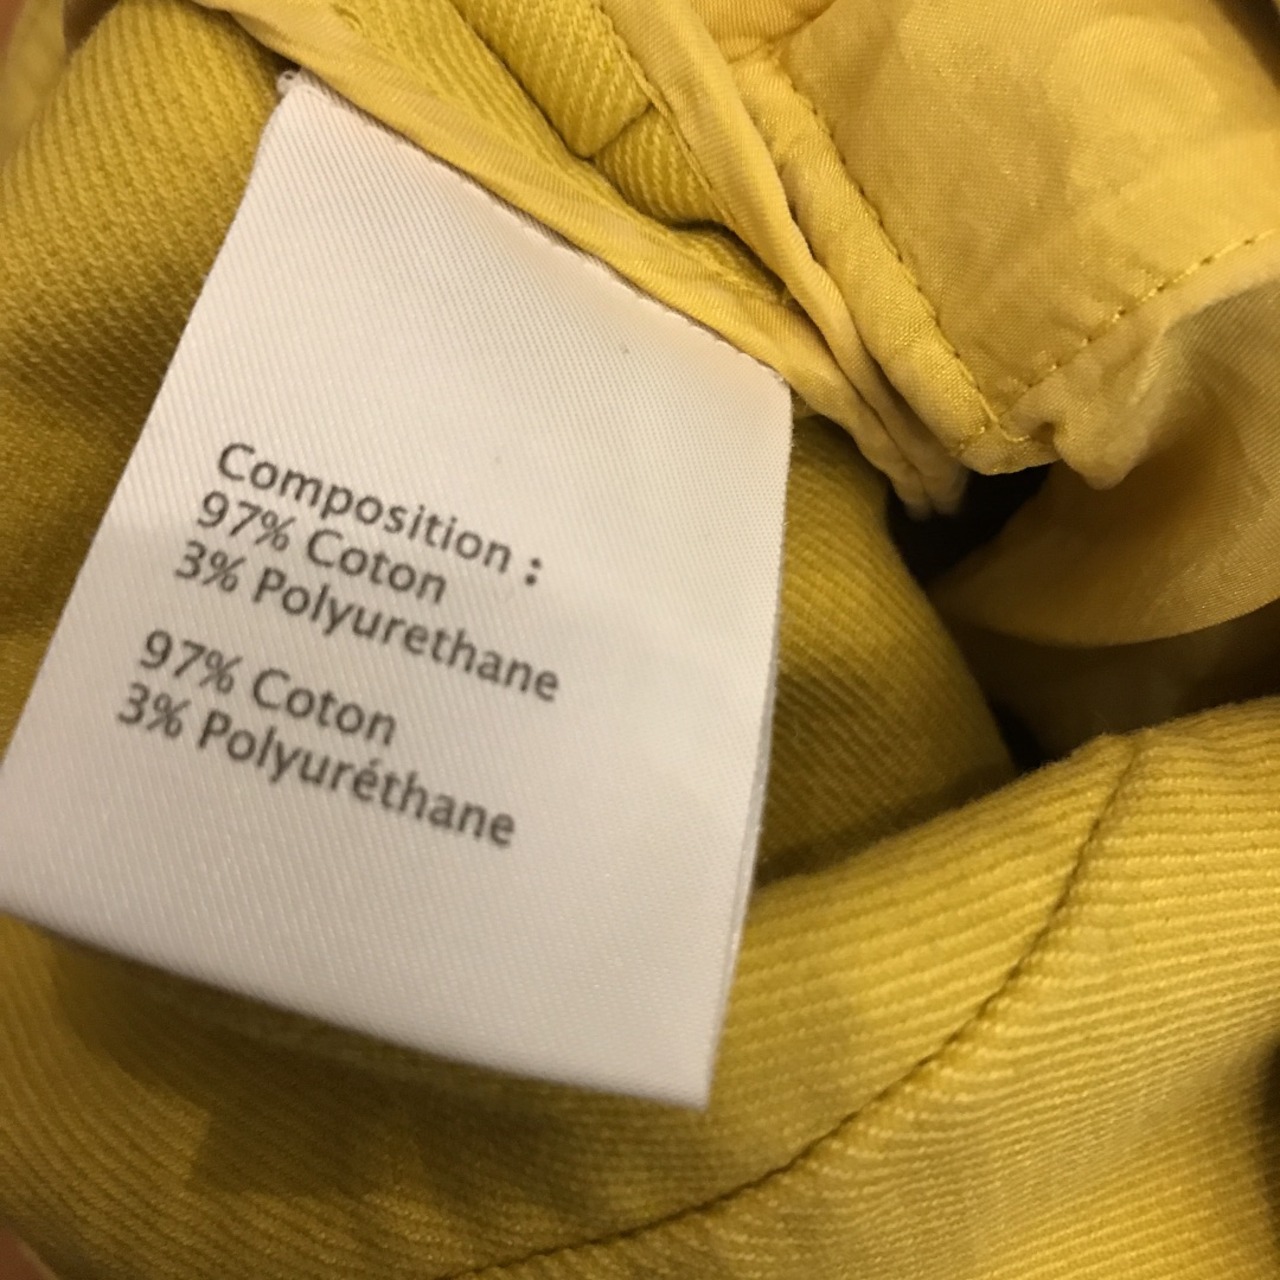 Composition :
97% Coton
3% Polyurethane
97% Coton
3% Polyuréthane